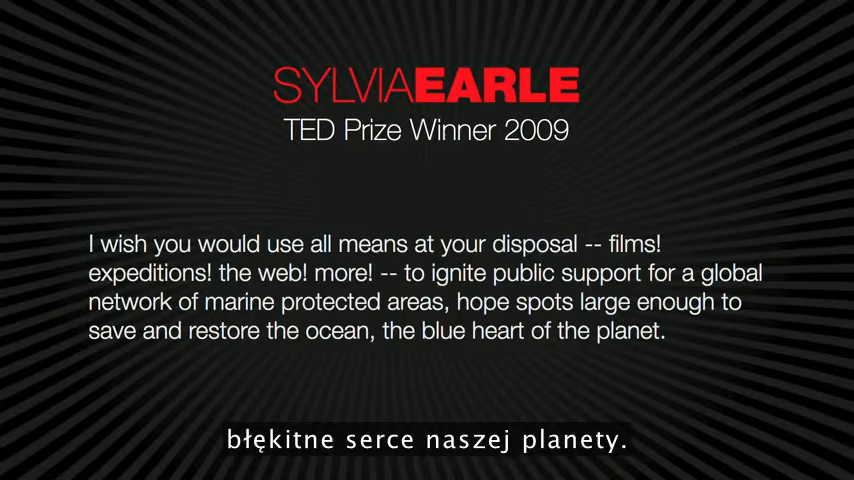 SYLVIAEARLE
TED Prize Winner 2009
I wish you would use all means at your disposal -- films!
expeditions! the web! more! -- to ignite public support for a global
network of marine protected areas, hope spots large enough to
save and restore the ocean, the blue heart of the planet.
błękitne serce naszej planety.